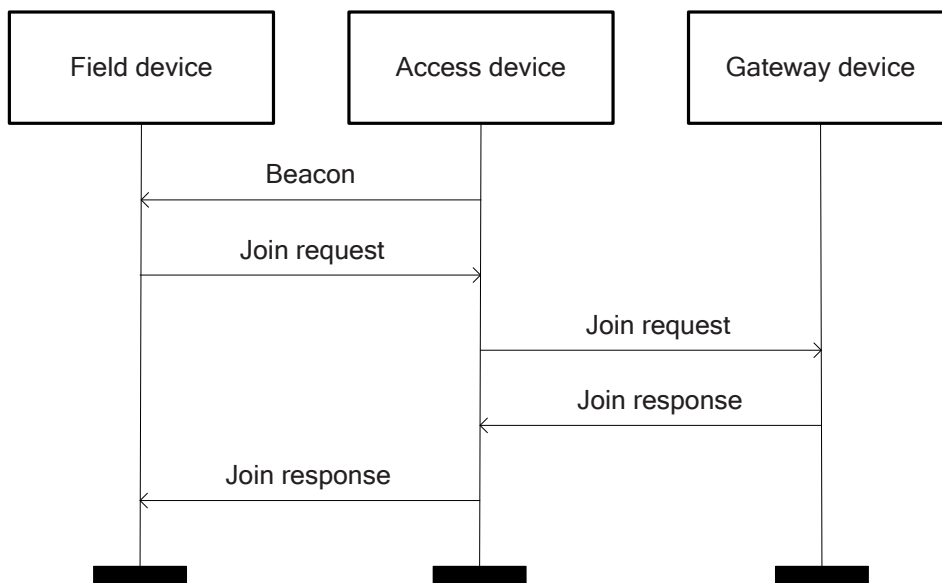 Field device
Access device
Gateway device
Beacon
Join request
Join request
Join response
Join response